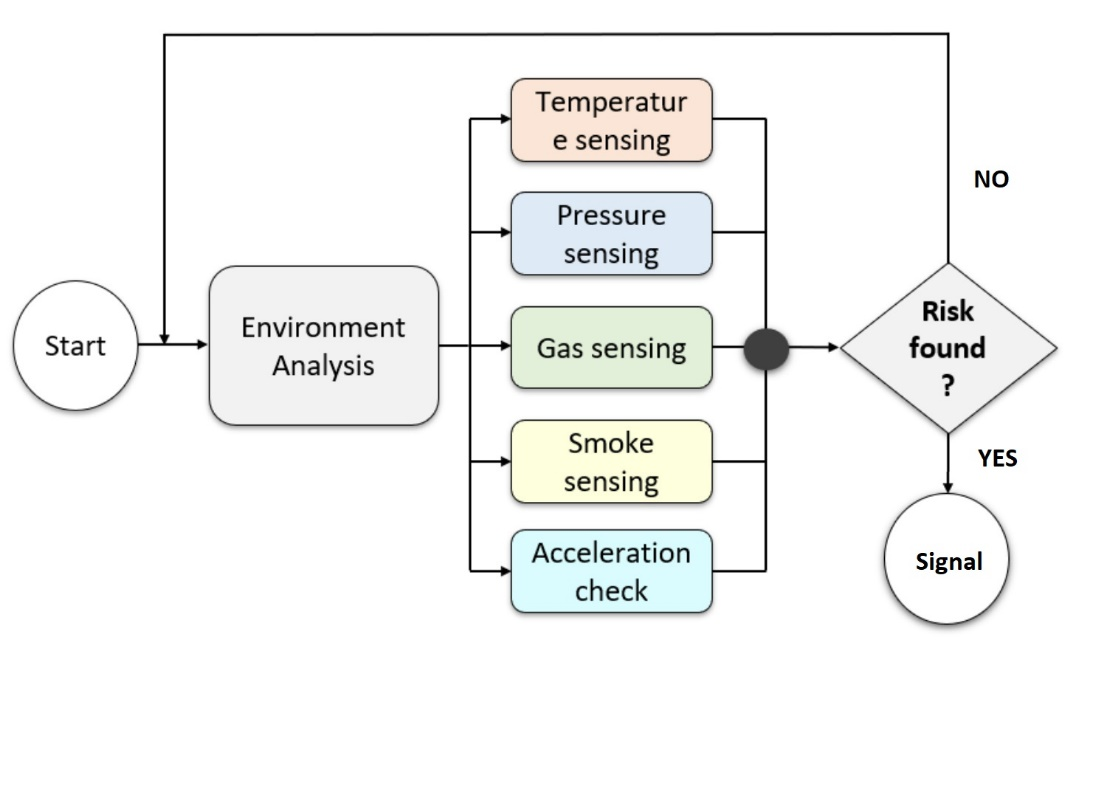 Start
Environment
Analysis
Temperatur
e sensing
Pressure
sensing
Gas sensing
Smoke
sensing
Acceleration
check
Risk
found
?
NO
YES
Signal